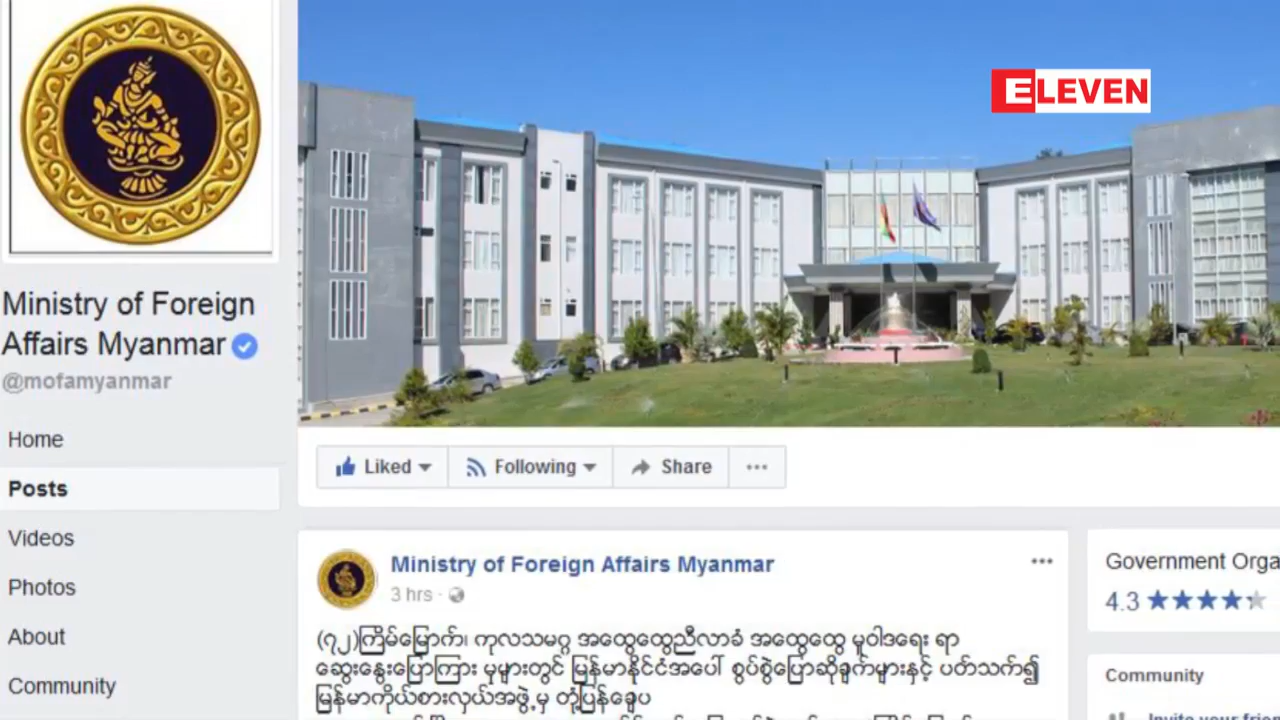 ELEVEN
Ministry of Foreign
Affairs Myanmar
@mofamyanmar
Home
Posts
Videos
Photos
About
Community
Liked
Following
Share
Ministry of Foreign Affairs Myanmar
3 hrs
(၇၂)ကြိမ်မြောက်၊ ကုလသမဂ္ဂ အထွေထွေညီလာခံ အထွေထွေ မူဝါဒရေး ရာ
ဆွေးနွေးပြောကြား မှုများတွင် မြန်မာနိုင်ငံအပေါ် စွပ်စွဲပြောဆိုချက်များနှင့် ပတ်သက်၍
မြန်မာကိုယ်စားလှယ်အဖွဲ့မှ တုံ့ပြန်ချေပ
Government Orga
4.3
Community
Invite your frien